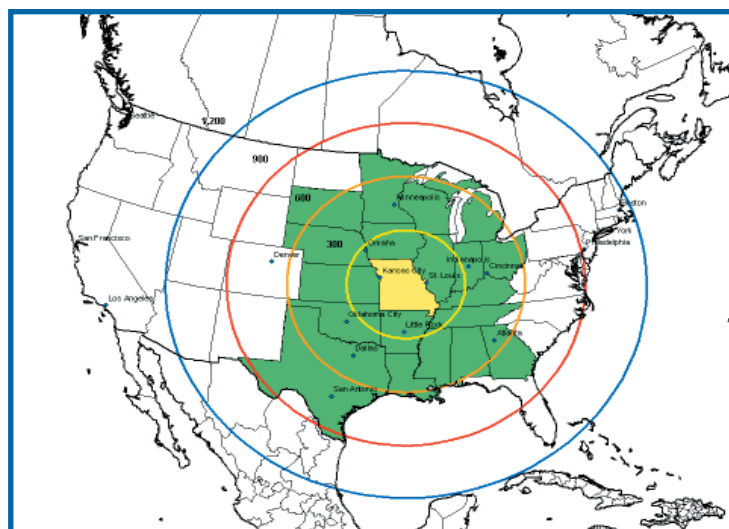 Seattle
1,200
900
600
300
Minneapolis
Boston
York
Philadelphia
San Francisco
Omaha
Denver
Indianapolis
Cincinnati
Kansas City
St. Louis
Los Angeles
Oklahoma City
Little Rock
Atlanta
Dallas
San Antonio